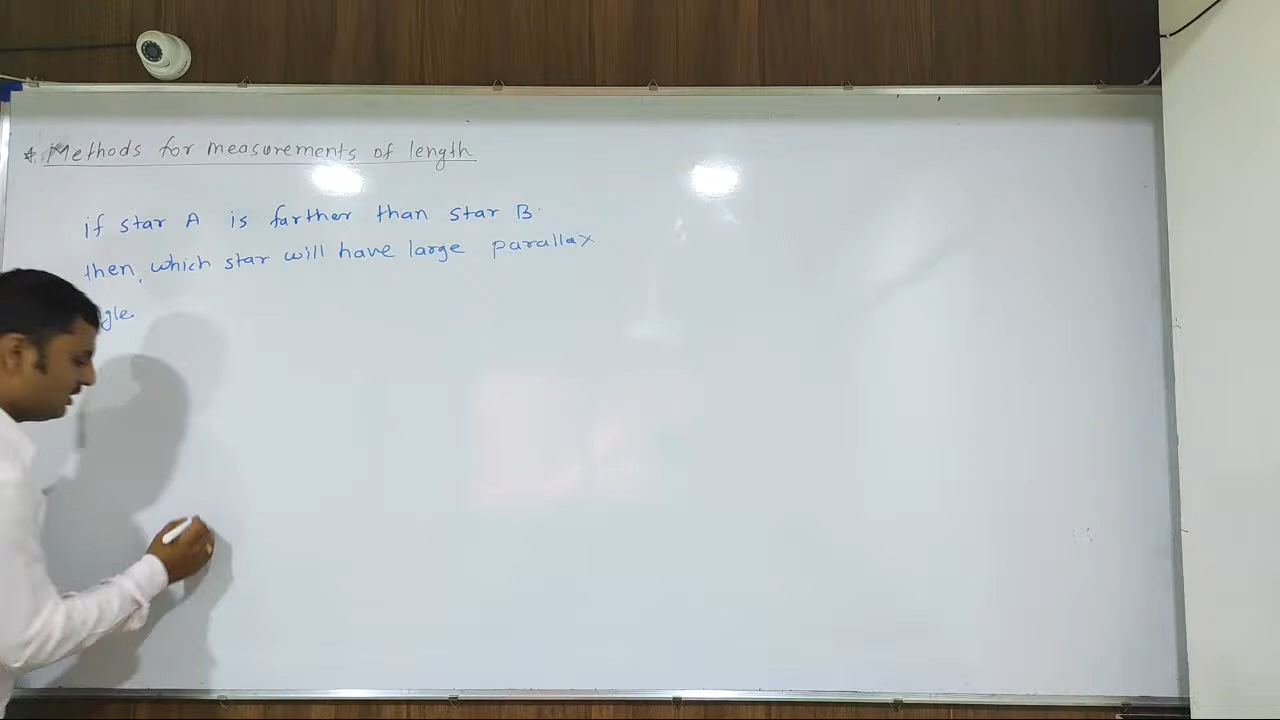 * Methods for measurements of length
if star A is farther than star B.
then, which star will have large parallax
gle